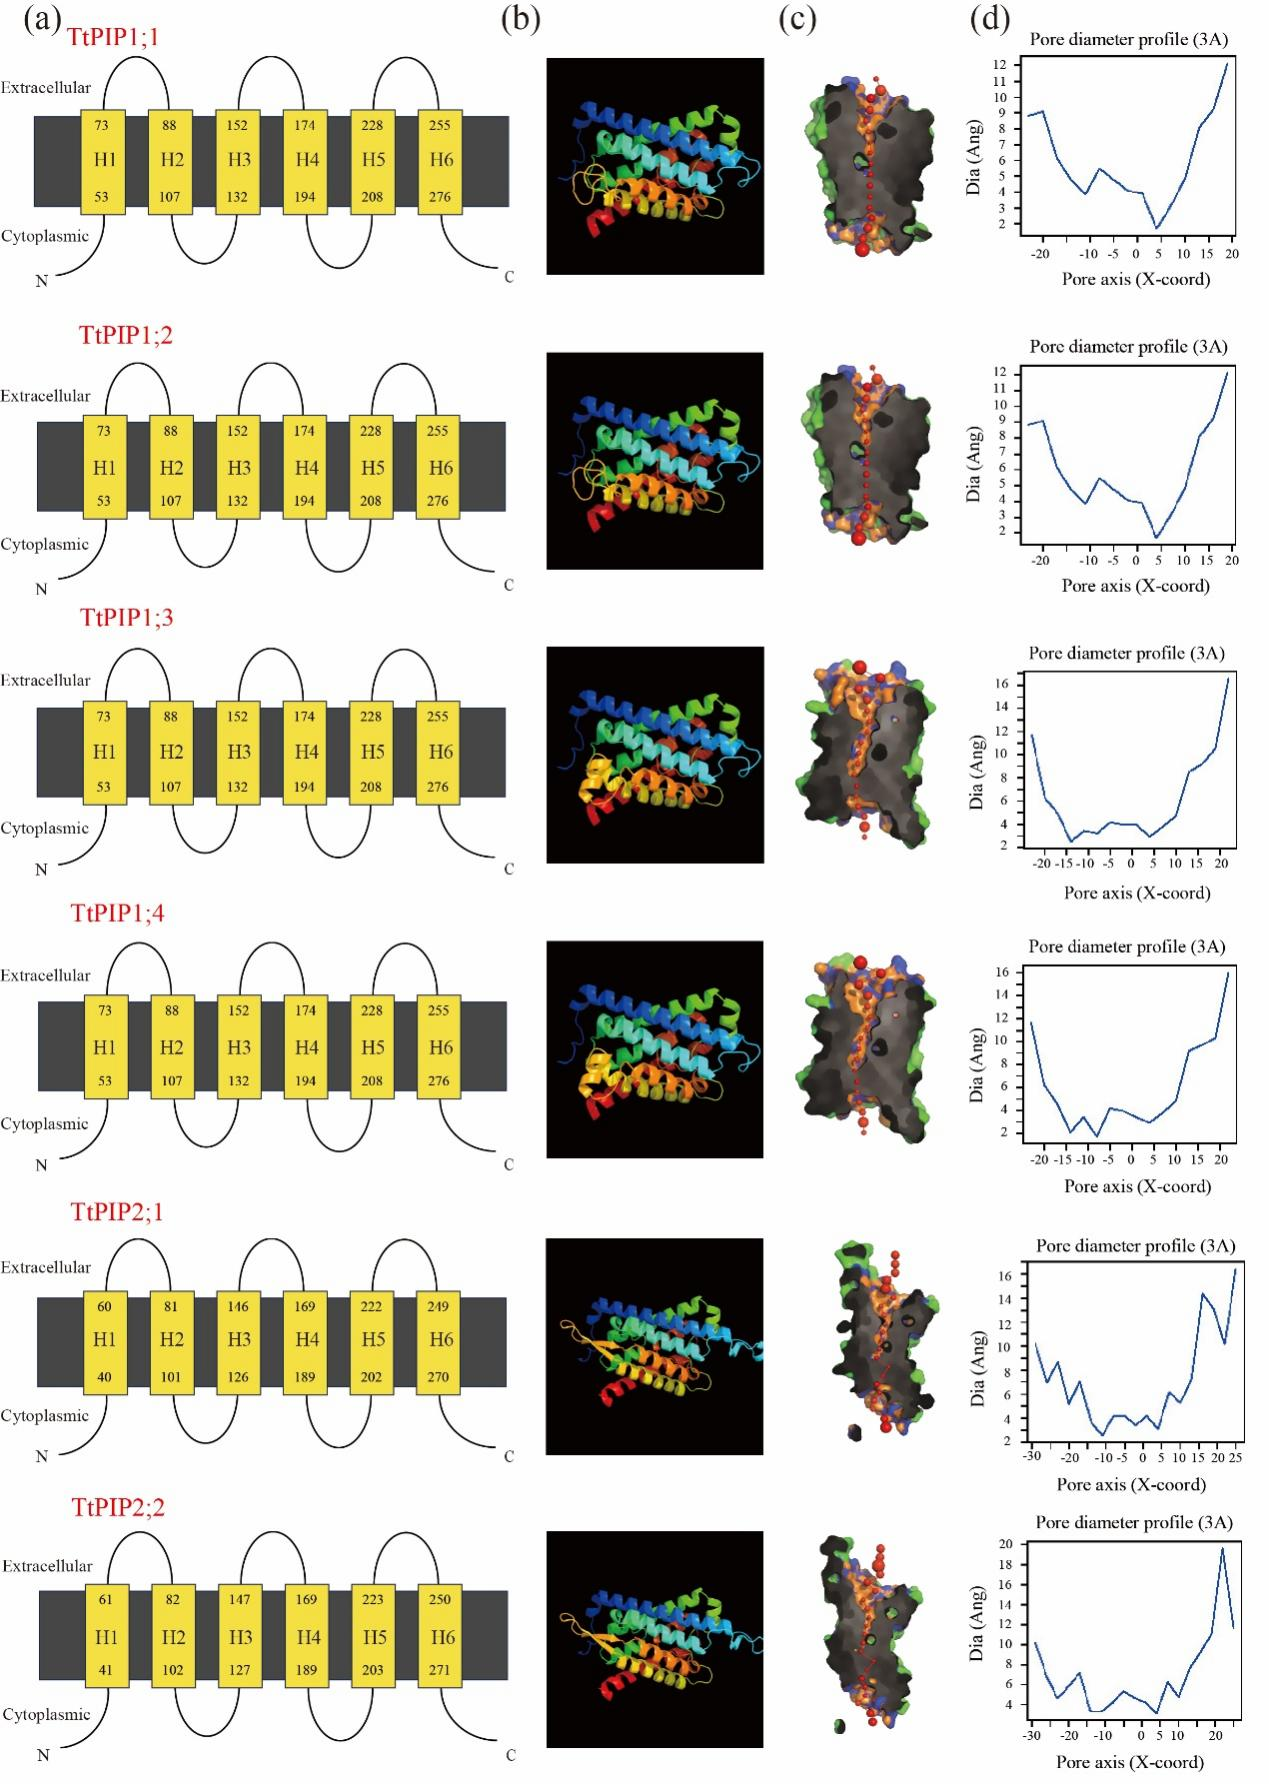 (a)
(b)
(c)
(d)
TtPIP1;1
Extracellular
73 88 152 174 228 255
H1 H2 H3 H4 H5 H6
53 107 132 194 208 276
Cytoplasmic
N
C
Pore diameter profile (3A)
Dia (Ang)
12
11
10
9
8
7
6
5
4
3
2
-20 -10 -5 0 5 10 15 20
Pore axis (X-coord)
TtPIP1;2
Extracellular
73 88 152 174 228 255
H1 H2 H3 H4 H5 H6
53 107 132 194 208 276
Cytoplasmic
N
C
Pore diameter profile (3A)
Dia (Ang)
12
11
10
9
8
7
6
5
4
3
2
-20 -10 -5 0 5 10 15 20
Pore axis (X-coord)
TtPIP1;3
Extracellular
73 88 152 174 228 255
H1 H2 H3 H4 H5 H6
53 107 132 194 208 276
Cytoplasmic
N
C
Pore diameter profile (3A)
Dia (Ang)
16
14
12
10
8
6
4
2
-20 -15 -10 -5 0 5 10 15 20
Pore axis (X-coord)
TtPIP1;4
Extracellular
73 88 152 174 228 255
H1 H2 H3 H4 H5 H6
53 107 132 194 208 276
Cytoplasmic
N
C
Pore diameter profile (3A)
Dia (Ang)
16
14
12
10
8
6
4
2
-20 -15 -10 -5 0 5 10 15 20
Pore axis (X-coord)
TtPIP2;1
Extracellular
60 81 146 169 222 249
H1 H2 H3 H4 H5 H6
40 101 126 189 202 270
Cytoplasmic
N
C
Pore diameter profile (3A)
Dia (Ang)
16
14
12
10
8
6
4
2
-30 -20 -10 -5 0 5 10 15 20 25
Pore axis (X-coord)
TtPIP2;2
Extracellular
61 82 147 169 223 250
H1 H2 H3 H4 H5 H6
41 102 127 189 203 271
Cytoplasmic
N
C
Pore diameter profile (3A)
Dia (Ang)
20
18
16
14
12
10
8
6
4
-30 -20 -10 0 5 10 20
Pore axis (X-coord)